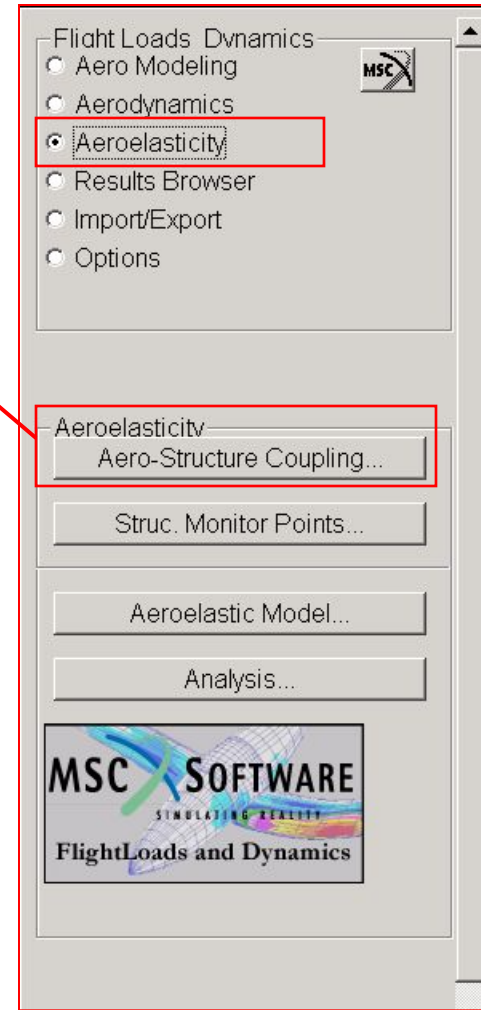 Flight Loads Dynamics
Aero Modeling
MSC
Aerodynamics
Aeroelasticity
Results Browser
Import/Export
Options
Aeroelasticity
Aero-Structure Coupling...
Struc. Monitor Points...
Aeroelastic Model...
Analysis...
MSC SOFTWARE
SIMULATING REALITY
FlightLoads and Dynamics